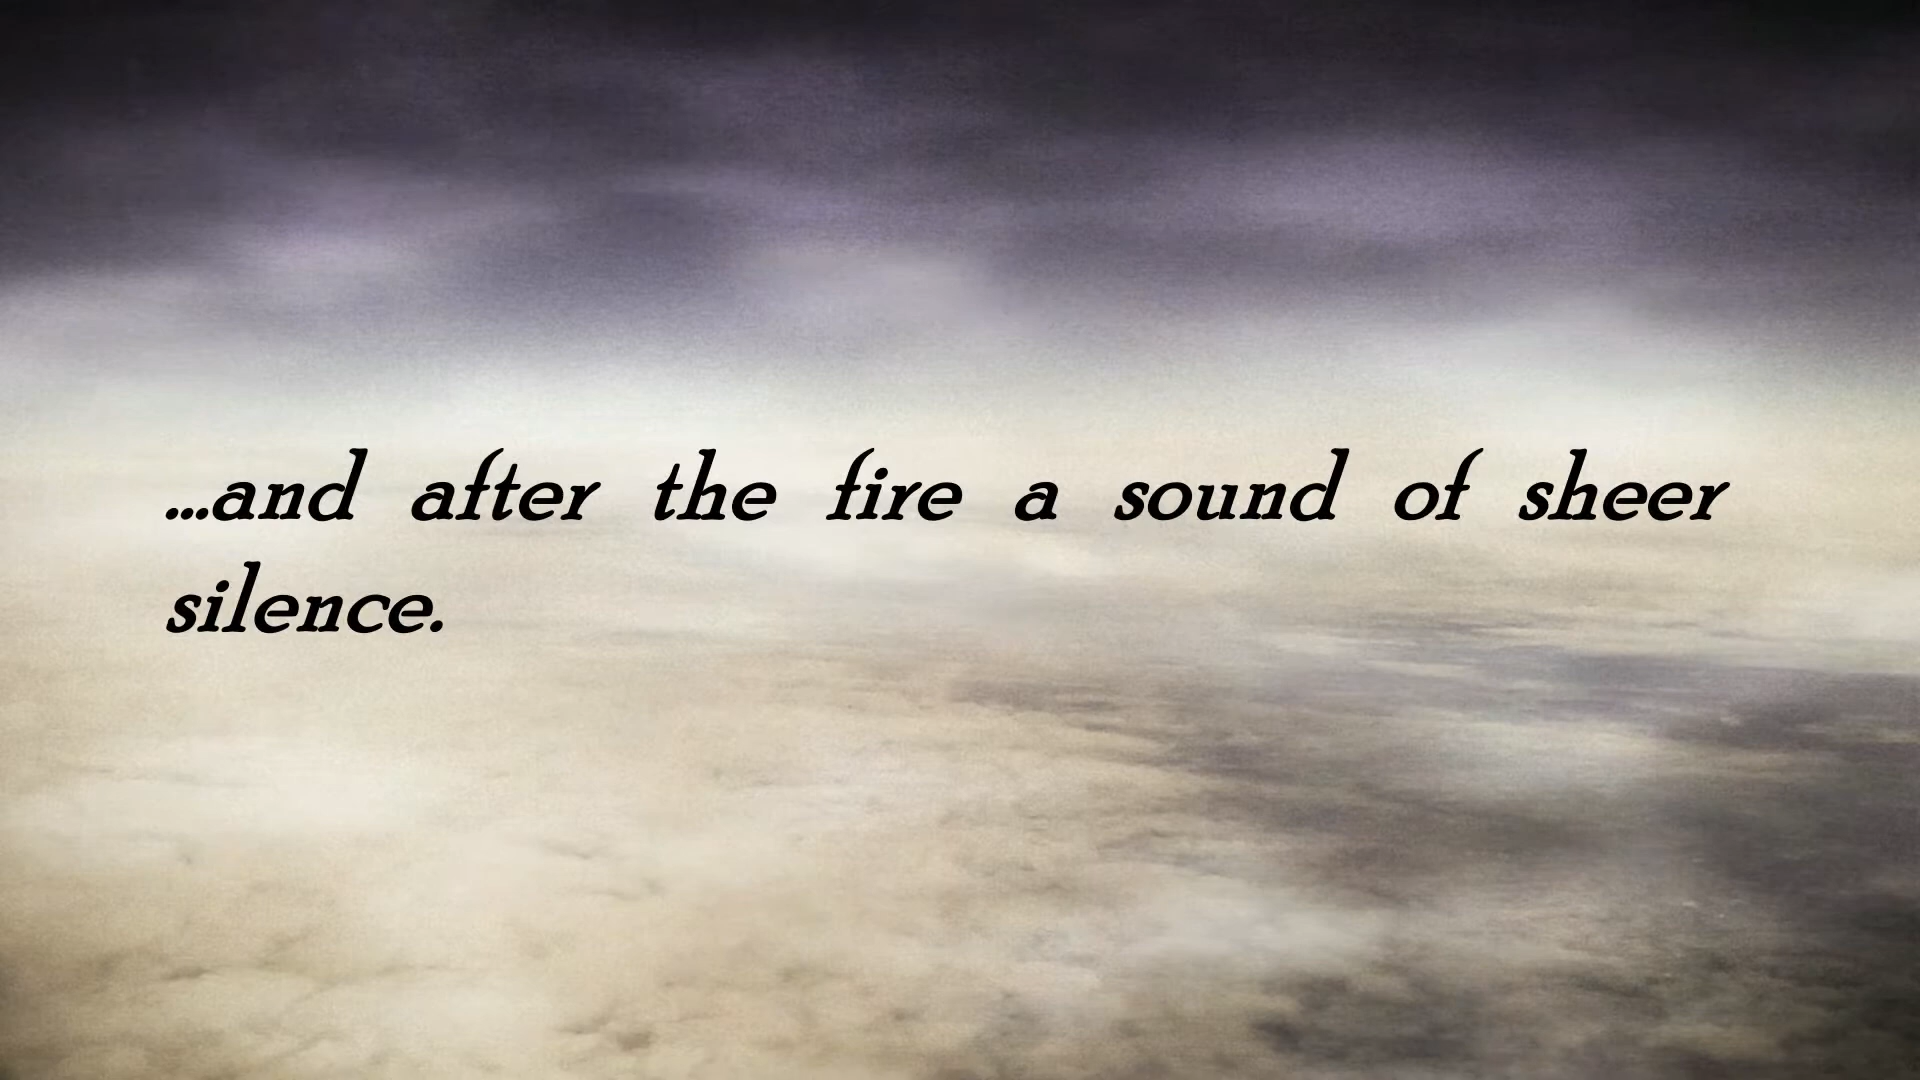 ...and after the fire a sound of sheer
silence.